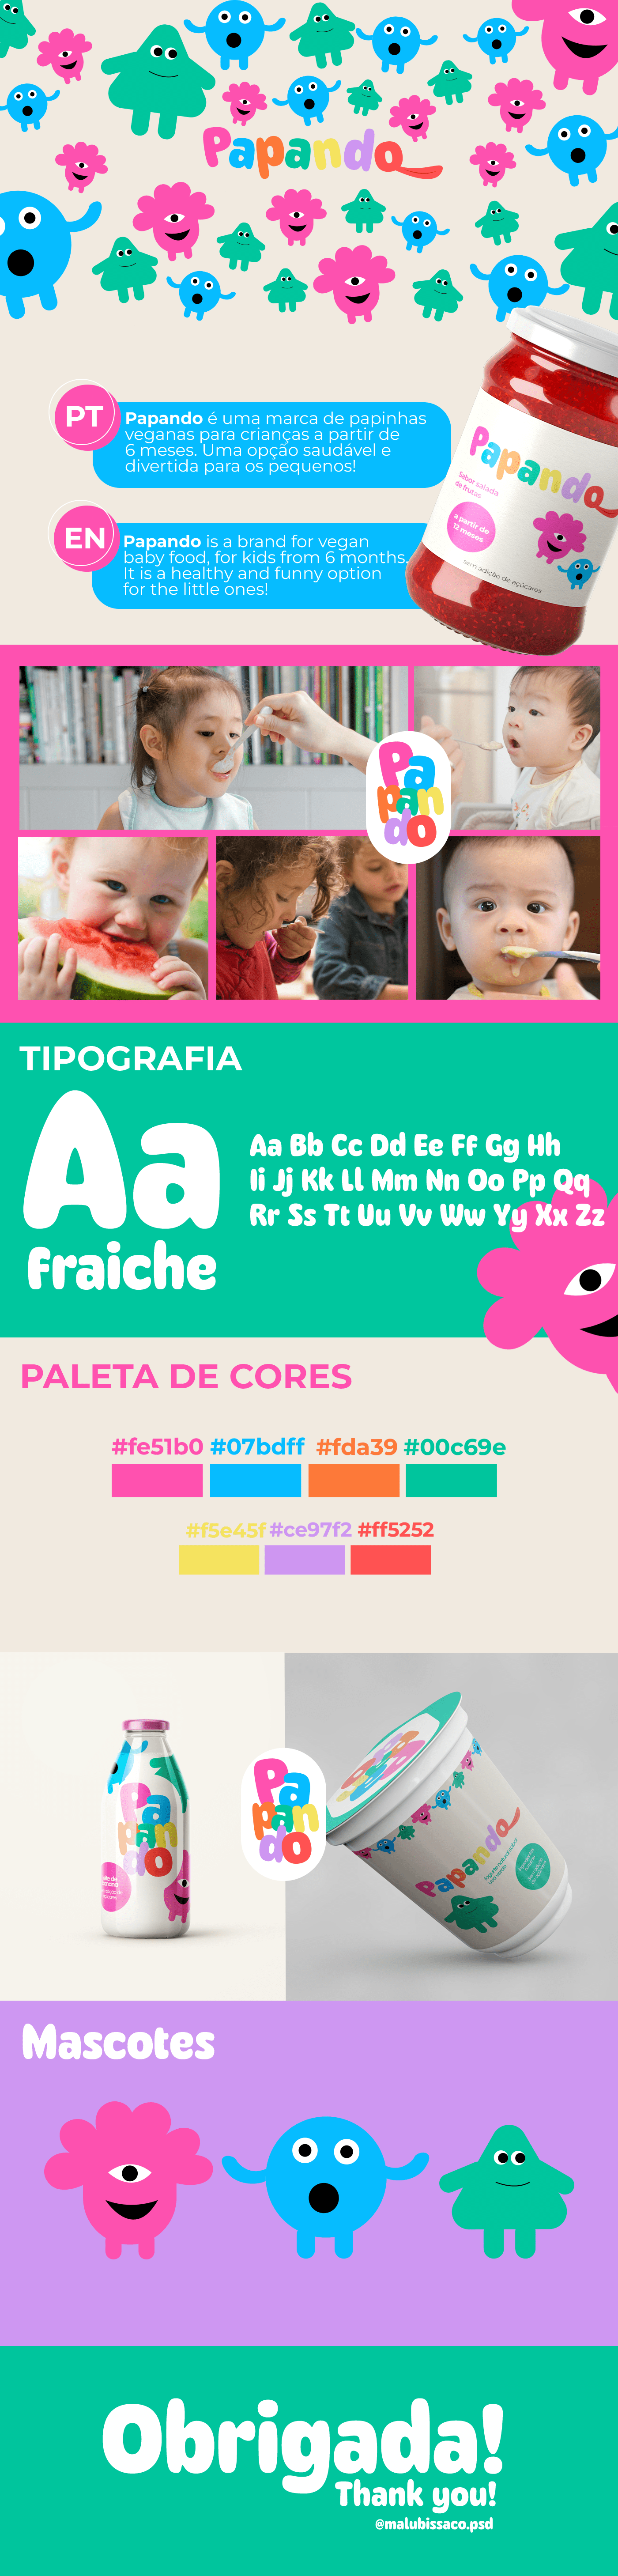 Papando
PT
Papando é uma marca de papinhas
veganas para crianças a partir de
6 meses. Uma opção saudável e
divertida para os pequenos!
EN
Papando is a brand for vegan
baby food, for kids from 6 months.
It is a healthy and funny option
for the little ones!
Papando
Sabor salada
de frutas
a partir de
12 meses
sem adição de açúcares
Pa
pan
do
TIPOGRAFIA
Aa
Fraiche
Aa Bb Cc Dd Ee Ff Gg Hh
Ii Jj Kk Ll Mm Nn Oo Pp Qq
Rr Ss Tt Uu Vv Ww Yy Xx Zz
PALETA DE CORES
#fe51b0 #07bdff #fda39 #00c69e
#f5e45f #ce97f2 #ff5252
Pa
pan
do
Pa
pan
do
Papando
Mascotes
Obrigada!
Thank you!
@malubissaco.psd